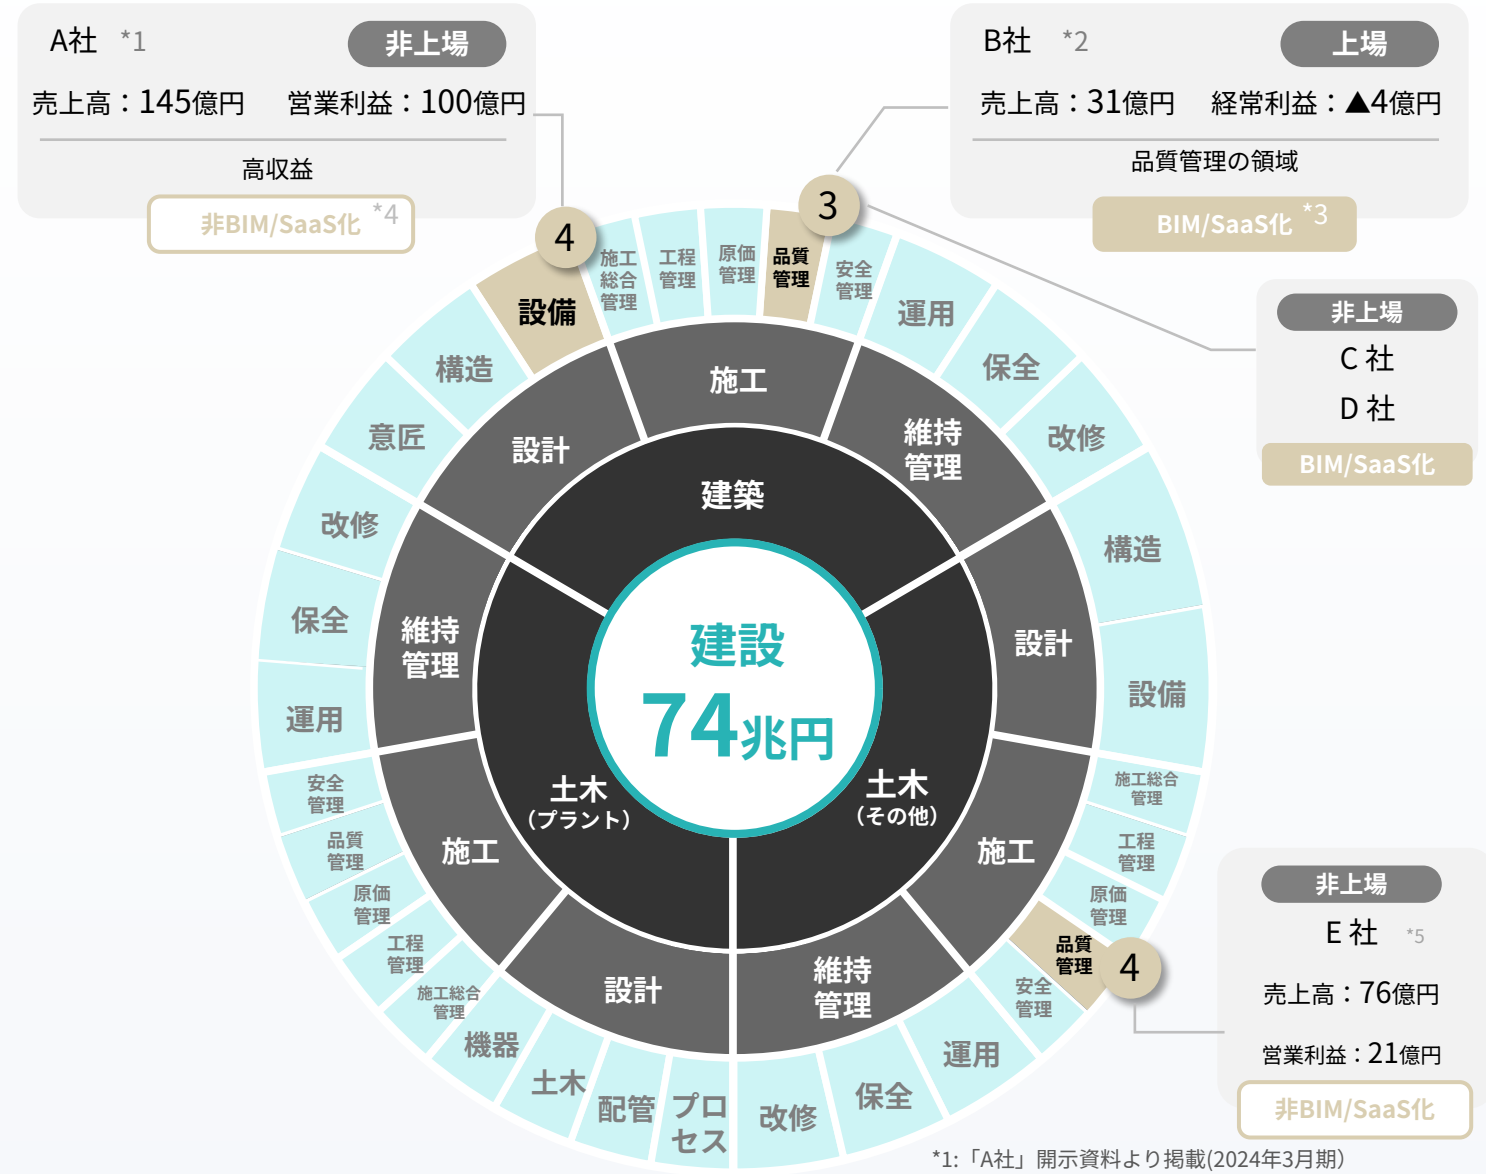 A社 *1
非上場
売上高：145億円 営業利益：100億円
高収益
非BIM/SaaS化 *4
B社 *2
上場
売上高：31億円 経常利益：▲4億円
品質管理の領域
BIM/SaaS化 *3
非上場
C 社
D 社
BIM/SaaS化
4
3
設備
施工
総合
管理
工程
管理
原価
管理
品質
管理
安全
管理
運用
保全
改修
構造
意匠
設計
施工
維持
管理
建築
改修
保全
運用
維持
管理
構造
設備
設計
建設
74兆円
土木
（プラント）
土木
（その他）
安全
管理
品質
管理
原価
管理
工程
管理
施工総合
管理
施工
施工
施工総合
管理
工程
管理
原価
管理
品質
管理
4
安全
管理
設計
維持
管理
機器
土木
配管
プロ
セス
改修
保全
運用
非上場
E 社 *5
売上高：76億円
営業利益：21億円
非BIM/SaaS化
*1:「A社」開示資料より掲載(2024年3月期）